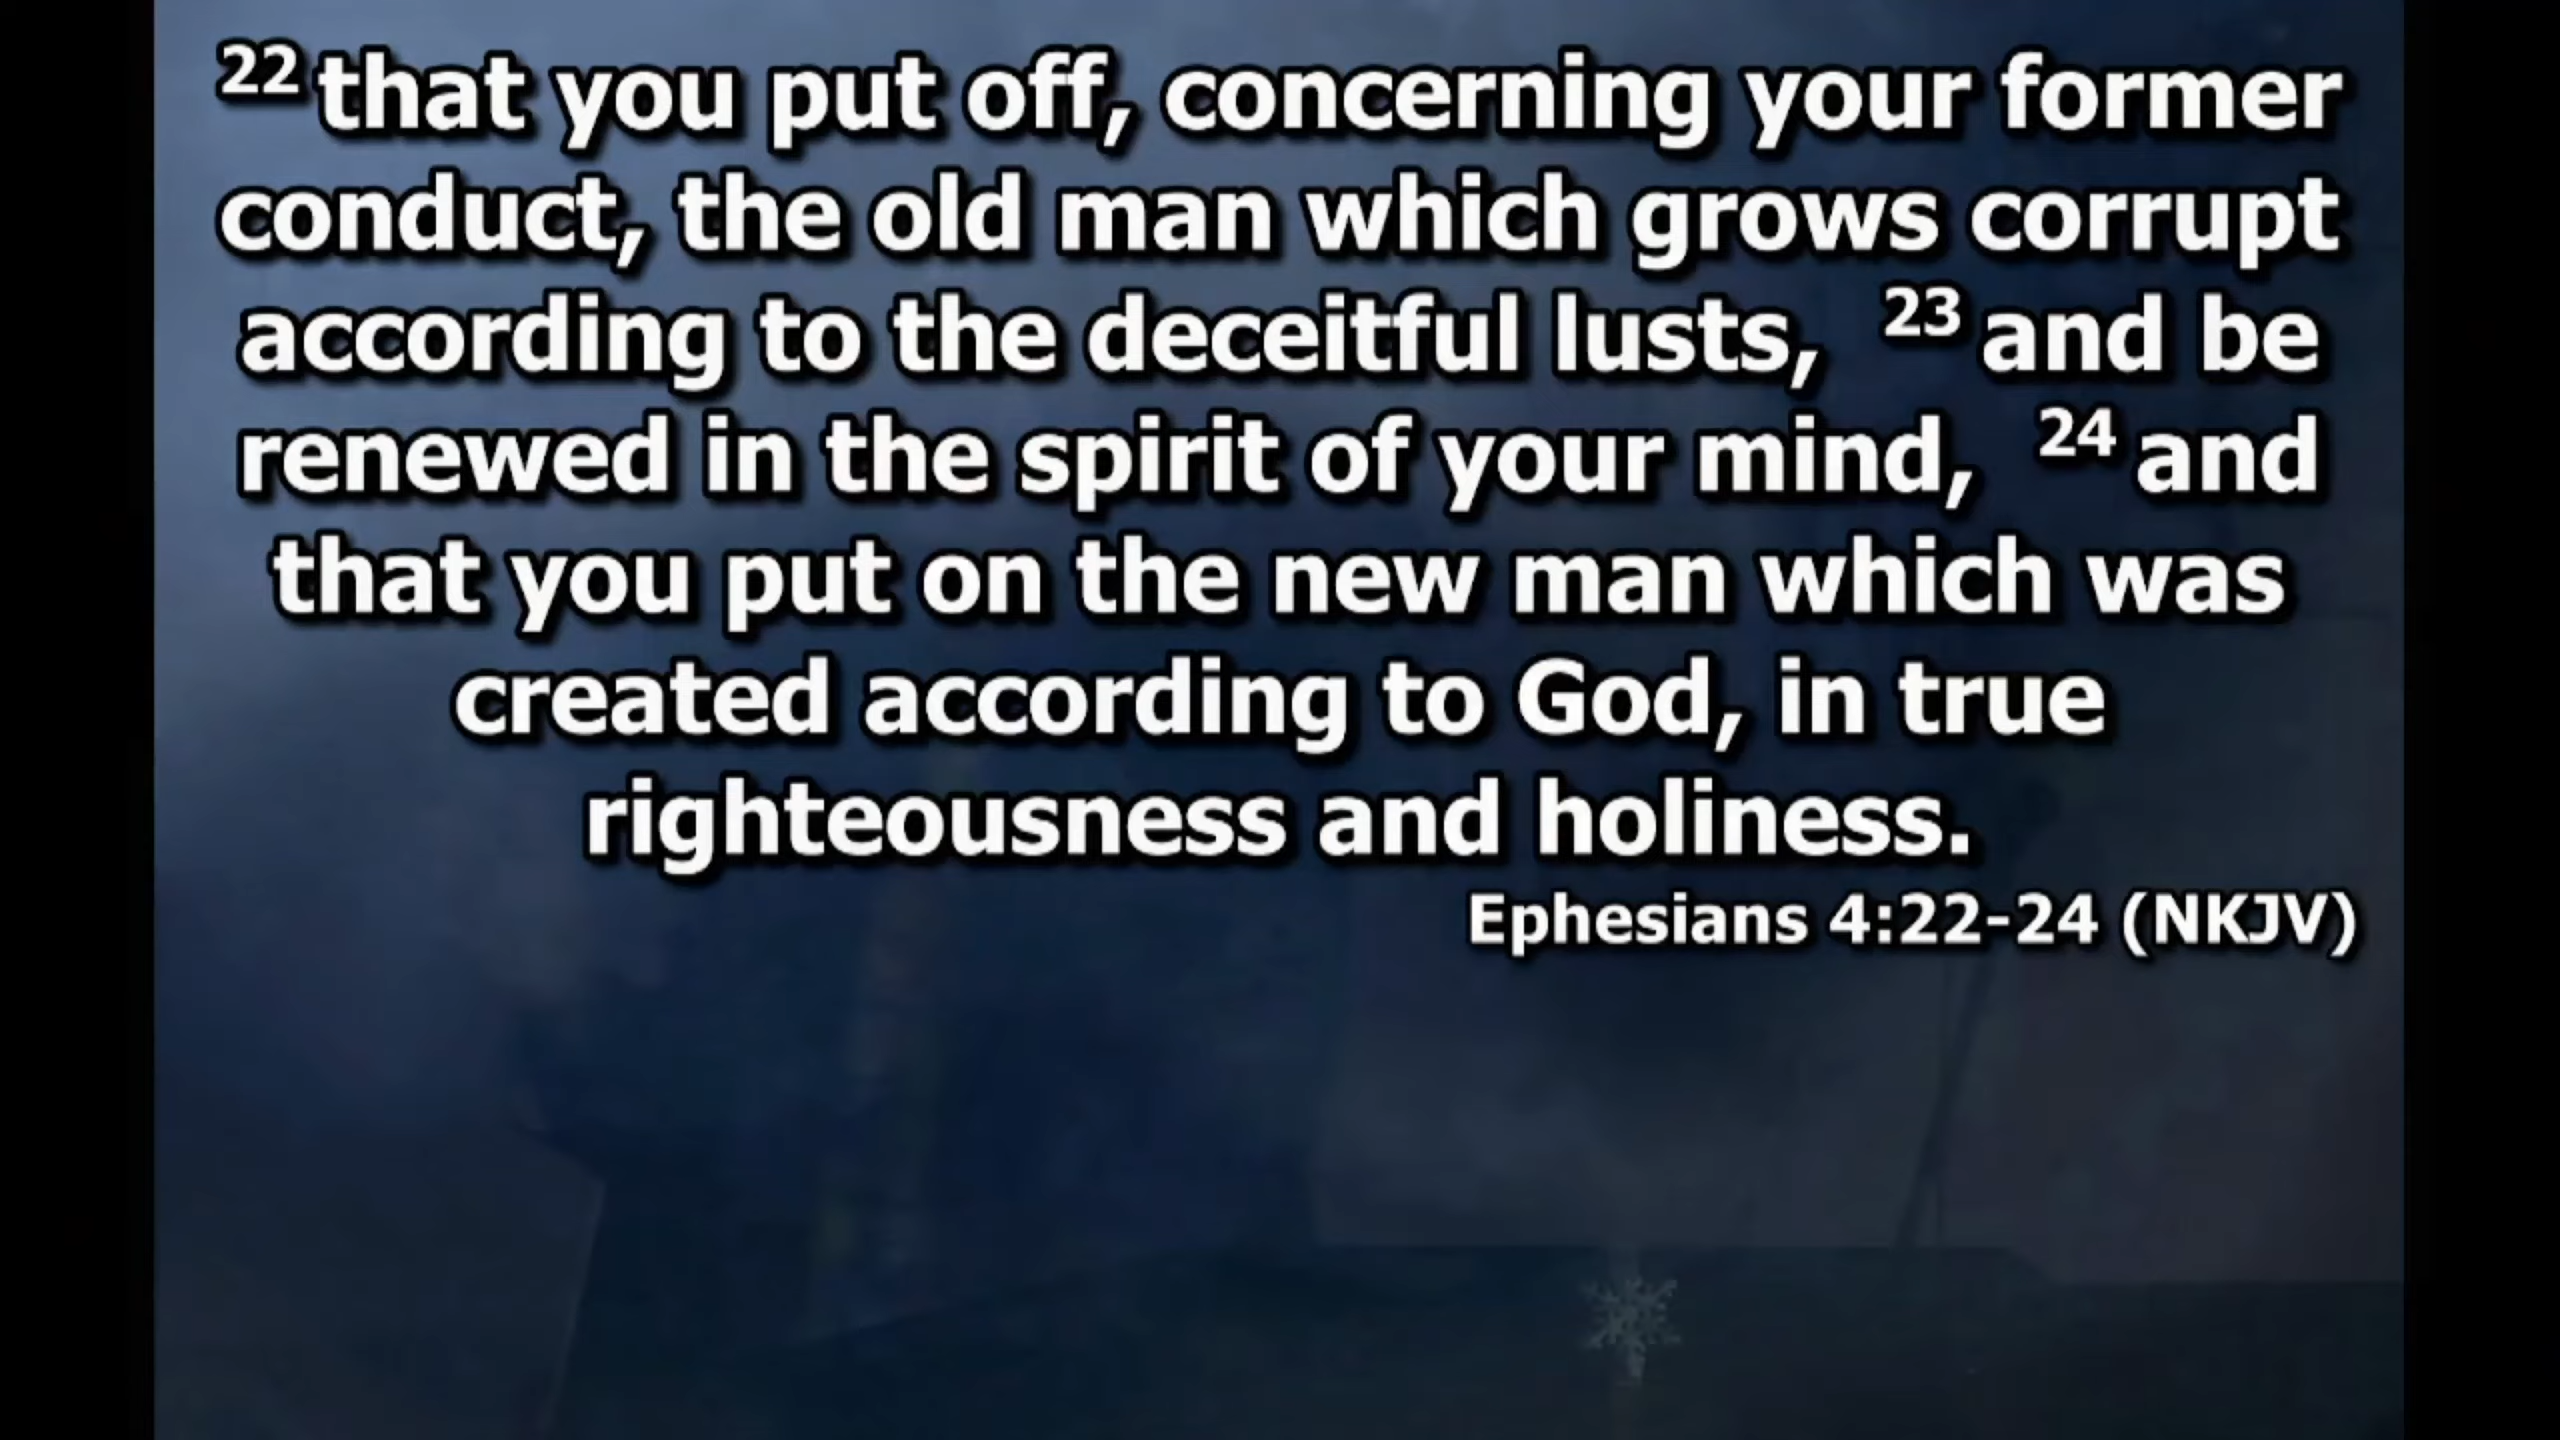 22 that you put off, concerning your former
conduct, the old man which grows corrupt
according to the deceitful lusts, 23 and be
renewed in the spirit of your mind, 24 and
that you put on the new man which was
created according to God, in true
righteousness and holiness.
Ephesians 4:22-24 (NKJV)